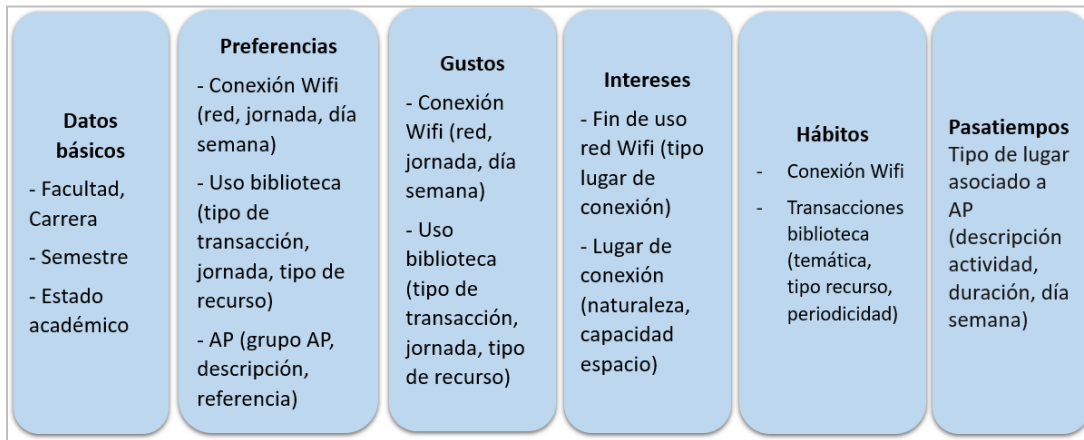 Datos
básicos
- Facultad,
Carrera
- Semestre
- Estado
académico
Preferencias
- Conexión Wifi
(red, jornada, día
semana)
- Uso biblioteca
(tipo de
transacción,
jornada, tipo de
recurso)
- AP (grupo AP,
descripción,
referencia)
Gustos
- Conexión
Wifi (red,
jornada, día
semana)
- Uso
biblioteca
(tipo de
transacción,
jornada, tipo
de recurso)
Intereses
- Fin de uso
red Wifi (tipo
lugar de
conexión)
- Lugar de
conexión
(naturaleza,
capacidad
espacio)
Hábitos
- Conexión Wifi
- Transacciones
biblioteca
(temática,
tipo recurso,
periodicidad)
Pasatiempos
Tipo de lugar
asociado a
AP
(descripción
actividad,
duración, día
semana)